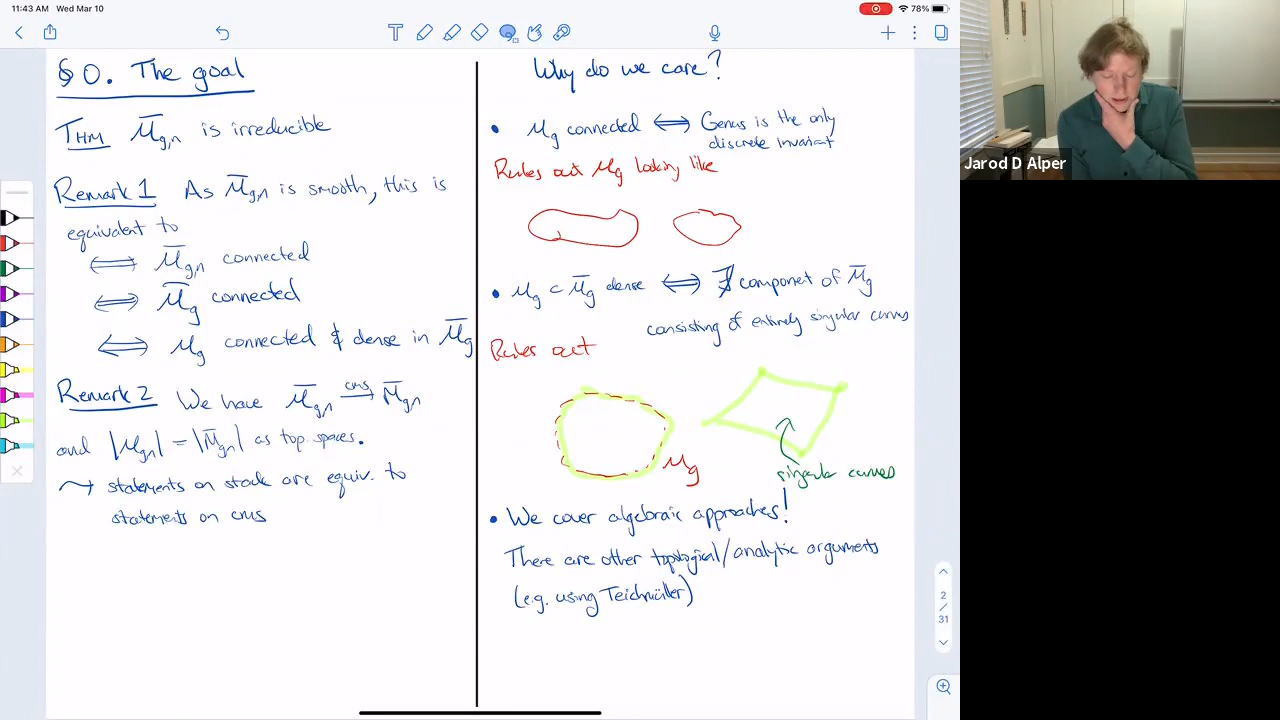 11:43 AM Wed Mar 10
78%
§0. The goal
THM M̄g,n is irreducible
Remark 1 As M̄g,n is smooth, this is
equivalent to
⟺ M̄g,n connected
⟺ M̄g connected
⟺ Mg connected & dense in M̄g
Remark 2 We have M̄g,n →cms M̄g,n
and |Mg,n| = |M̄g,n| as top. spaces.
⇝ statements on stack are equiv. to
statements on cms
Why do we care?
• Mg connected ⟺ Genus is the only
discrete invariant
Rules out Mg looking like
• Mg ⊂ M̄g dense ⟺ ∄ componet of M̄g
consisting of entirely singular curves
Rules out
Mg
singular curves
• We cover algebraic approaches!
There are other topological/analytic arguments
(e.g. using Teichmüller)
2
/
31
Jarod D Alper